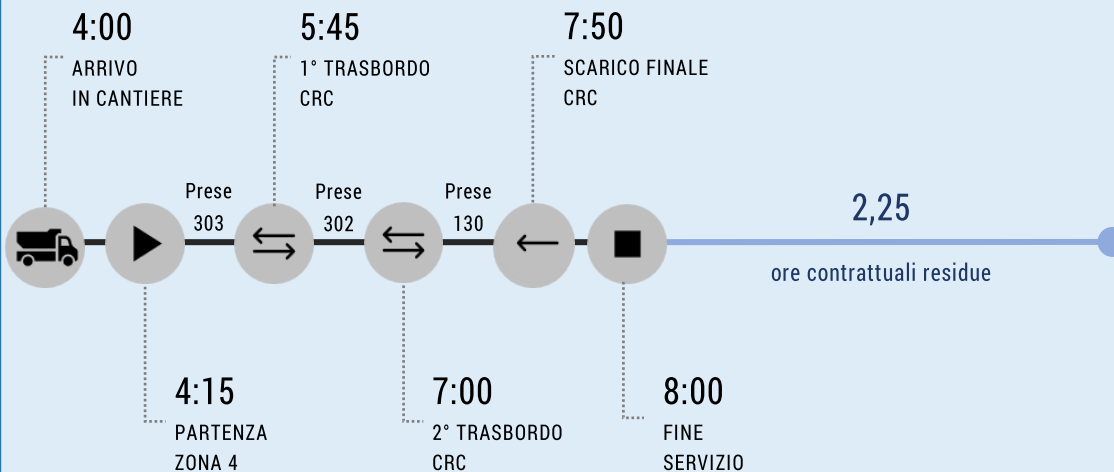 4:00
ARRIVO
IN CANTIERE
5:45
1° TRASBORDO
CRC
7:50
SCARICO FINALE
CRC
Prese
303
Prese
302
Prese
130
2,25
ore contrattuali residue
4:15
PARTENZA
ZONA 4
7:00
2° TRASBORDO
CRC
8:00
FINE
SERVIZIO